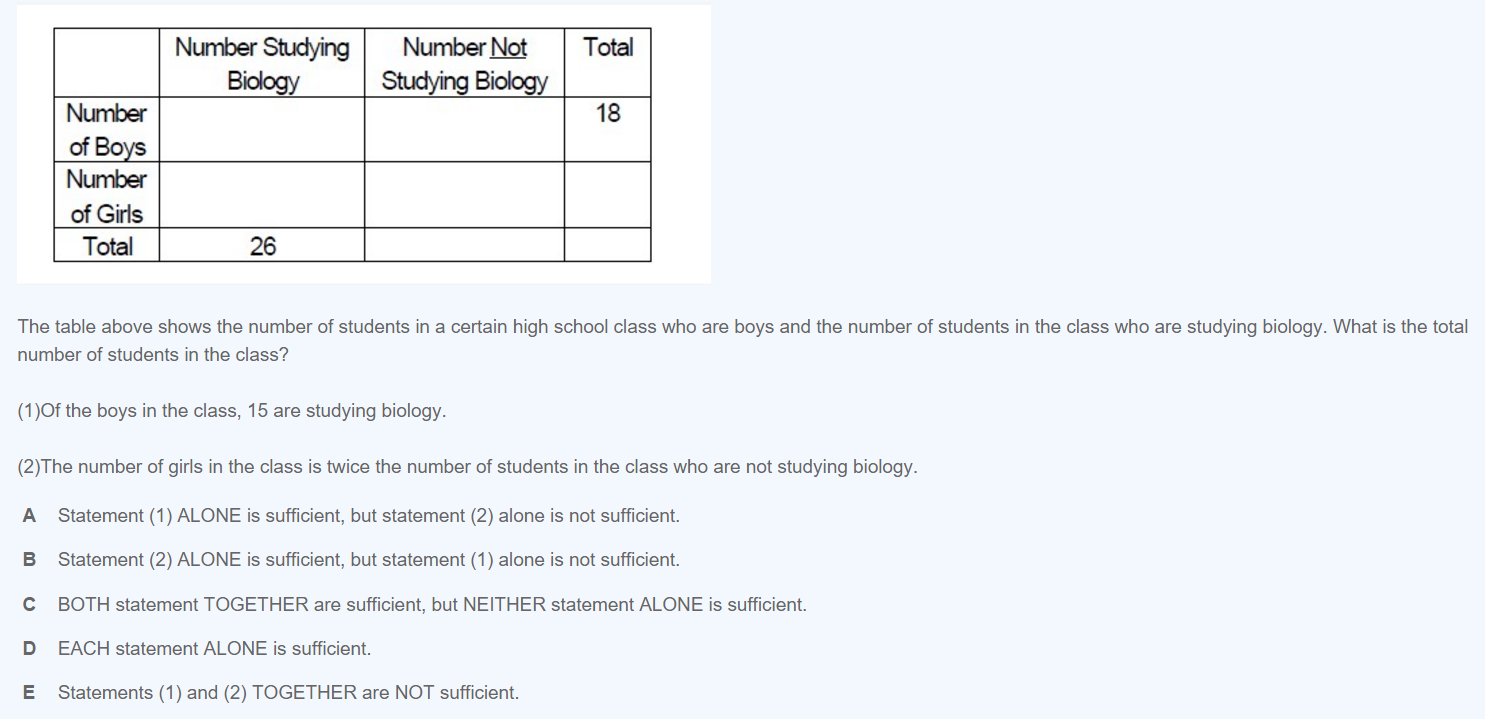 Number Studying Biology
Number Not Studying Biology
Total
Number of Boys
18
Number of Girls
Total
26
The table above shows the number of students in a certain high school class who are boys and the number of students in the class who are studying biology. What is the total
number of students in the class?
(1)Of the boys in the class, 15 are studying biology.
(2)The number of girls in the class is twice the number of students in the class who are not studying biology.
A Statement (1) ALONE is sufficient, but statement (2) alone is not sufficient.
B Statement (2) ALONE is sufficient, but statement (1) alone is not sufficient.
C BOTH statement TOGETHER are sufficient, but NEITHER statement ALONE is sufficient.
D EACH statement ALONE is sufficient.
E Statements (1) and (2) TOGETHER are NOT sufficient.